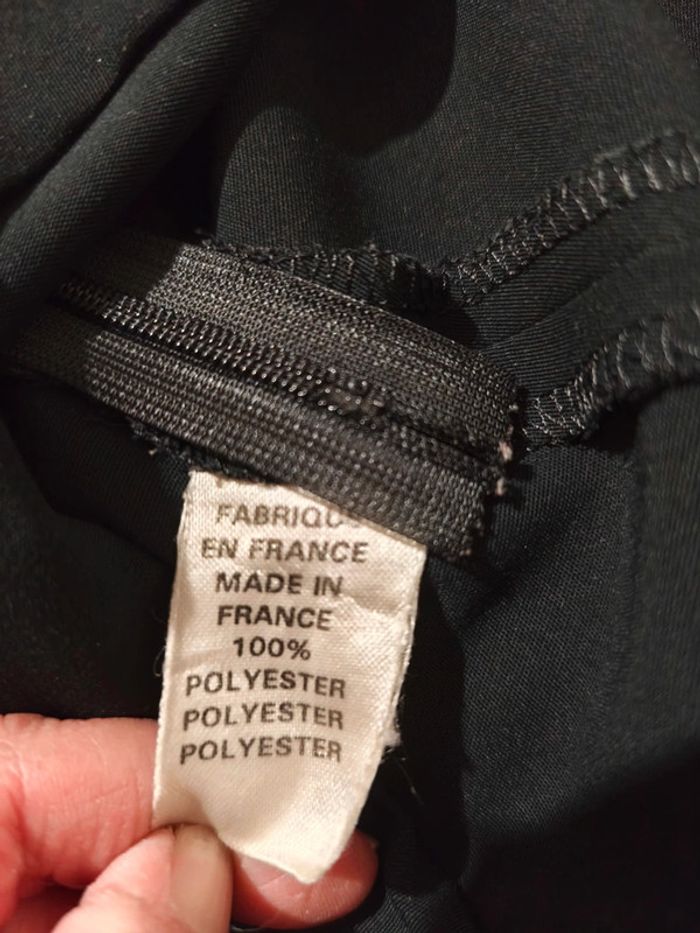 EN FRANCE
MADE IN
FRANCE
100%
POLYESTER
POLYESTER
POLYESTER